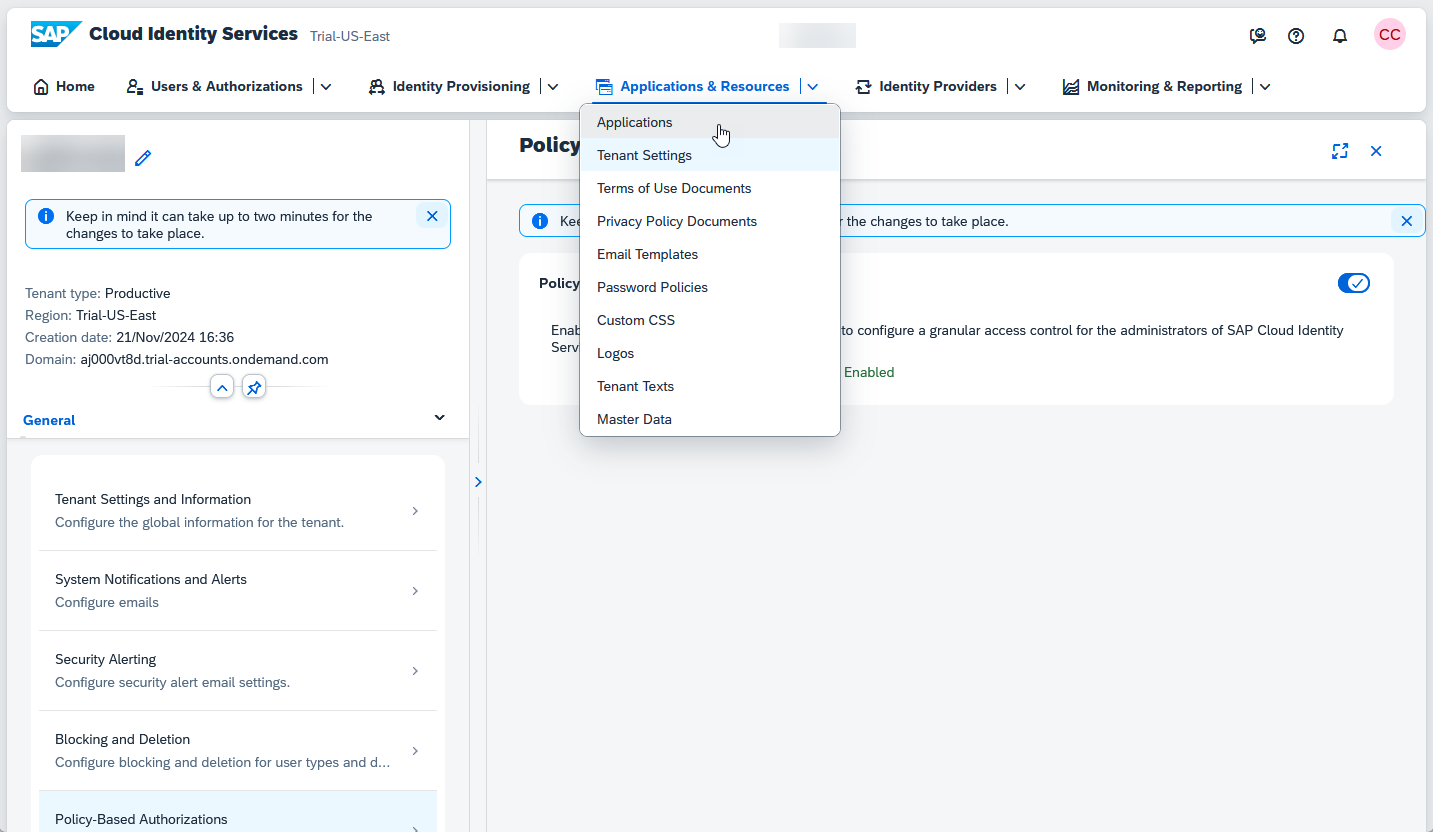 SAP Cloud Identity Services Trial-US-East
CC
Home
Users & Authorizations
Identity Provisioning
Applications & Resources
Identity Providers
Monitoring & Reporting
Applications
Tenant Settings
Terms of Use Documents
Privacy Policy Documents
Email Templates
Password Policies
Custom CSS
Logos
Tenant Texts
Master Data
Keep in mind it can take up to two minutes for the
changes to take place.
Tenant type: Productive
Region: Trial-US-East
Creation date: 21/Nov/2024 16:36
Domain: aj000vt8d.trial-accounts.ondemand.com
General
Tenant Settings and Information
Configure the global information for the tenant.
System Notifications and Alerts
Configure emails
Security Alerting
Configure security alert email settings.
Blocking and Deletion
Configure blocking and deletion for user types and d...
Policy-Based Authorizations
Policy
the changes to take place.
Policy
to configure a granular access control for the administrators of SAP Cloud Identity
Enabled